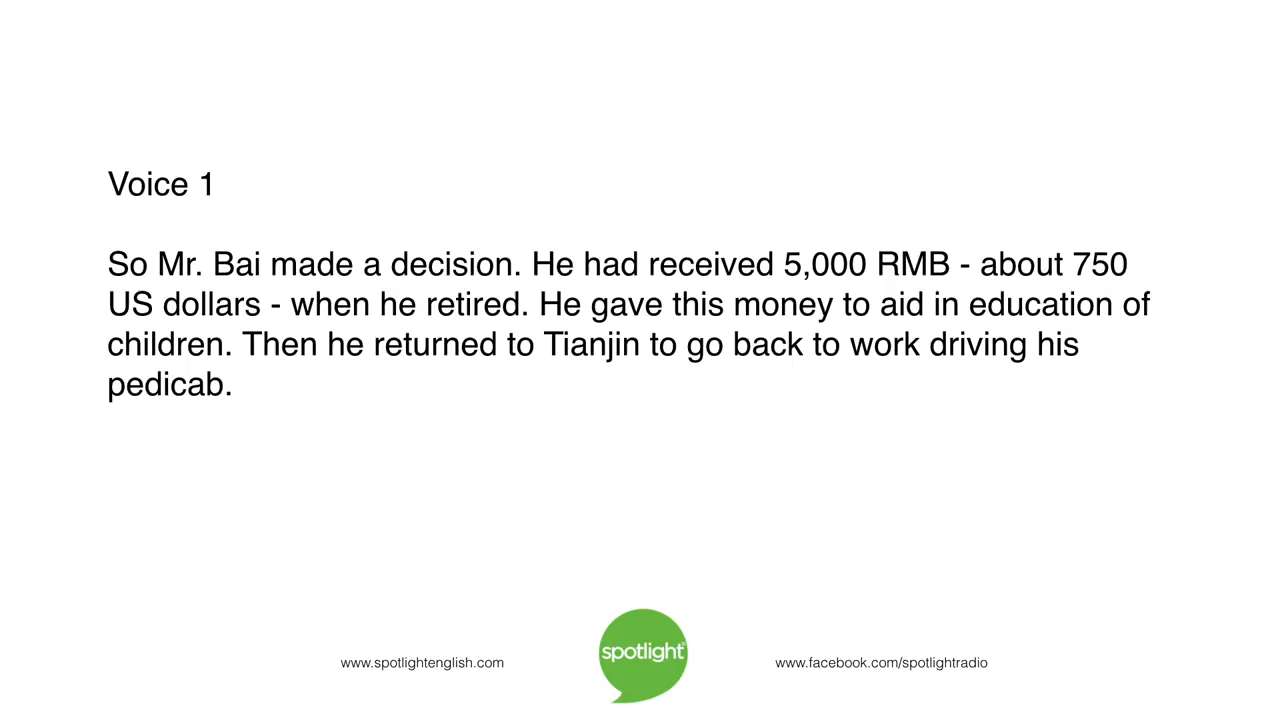 Voice 1
So Mr. Bai made a decision. He had received 5,000 RMB - about 750
US dollars - when he retired. He gave this money to aid in education of
children. Then he returned to Tianjin to go back to work driving his
pedicab.
www.spotlightenglish.com
spotlight
www.facebook.com/spotlightradio